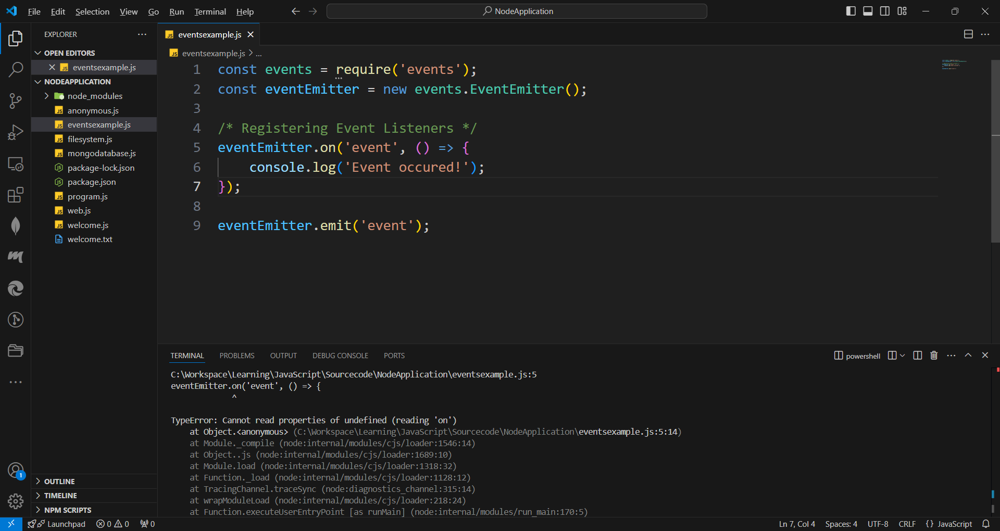 File Edit Selection View Go Run Terminal Help
NodeApplication
EXPLORER
OPEN EDITORS
eventsexample.js
NODEAPPLICATION
node_modules
anonymous.js
eventsexample.js
filesystem.js
mongodatabase.js
package-lock.json
package.json
program.js
web.js
welcome.js
welcome.txt
OUTLINE
TIMELINE
NPM SCRIPTS
JS eventsexample.js
JS eventsexample.js > ...
1 const events = require('events');
2 const eventEmitter = new events.EventEmitter();
3
4 /* Registering Event Listeners */
5 eventEmitter.on('event', () => {
6 console.log('Event occured!');
7 });
8
9 eventEmitter.emit('event');
TERMINAL PROBLEMS OUTPUT DEBUG CONSOLE PORTS
powershell
C:\Workspace\Learning\JavaScript\Sourcecode\NodeApplication\eventsexample.js:5
eventEmitter.on('event', () => {
^
TypeError: Cannot read properties of undefined (reading 'on')
at Object.<anonymous> (C:\Workspace\Learning\JavaScript\Sourcecode\NodeApplication\eventsexample.js:5:14)
at Module._compile (node:internal/modules/cjs/loader:1546:14)
at Object..js (node:internal/modules/cjs/loader:1689:10)
at Module.load (node:internal/modules/cjs/loader:1318:32)
at Function._load (node:internal/modules/cjs/loader:1128:12)
at TracingChannel.traceSync (node:diagnostics_channel:315:14)
at wrapModuleLoad (node:internal/modules/cjs/loader:218:24)
at Function.executeUserEntryPoint [as runMain] (node:internal/modules/run_main:170:5)
1
Launchpad 0 0 0
Ln 7, Col 4 Spaces: 4 UTF-8 CRLF {} JavaScript